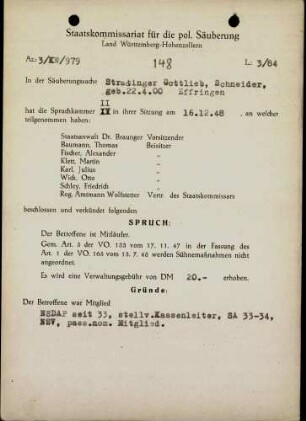 Staatskommissariat für die pol. Säuberung
Land Württemberg-Hohenzollern
Az: 3/XII/979
148
L: 3/84
In der Säuberungssache Stradinger Gottlieb, Schneider,
geb.22.4.00 Effringen
II
hat die Spruchkammer X in ihrer Sitzung am 16.12.48 , an welcher
teilgenommen haben:
Staatsanwalt Dr. Braunger Vorsitzender
Baumann, Thomas Beisitzer
Fischer, Alexander „
Klett, Martin „
Karl, Julius „
Wick, Otto „
Schley, Friedrich „
Reg. Amtmann Wolfstener Vertr. des Staatskommissars
beschlossen und verkündet folgenden
SPRUCH:
Der Betroffene ist Mitläufer.
Gem. Art. 3 der VO. 133 vom 17. 11. 47 in der Fassung des
Art. 1 der VO. 165 vom 13. 7. 48 werden Sühnemaßnahmen nicht
angeordnet.
Es wird eine Verwaltungsgebühr von DM 20.- erhoben.
Gründe:
Der Betroffene war Mitglied
NSDAP seit 33, stellv.Kassenleiter, SA 33-34,
NSV, pass.non. Mitglied.